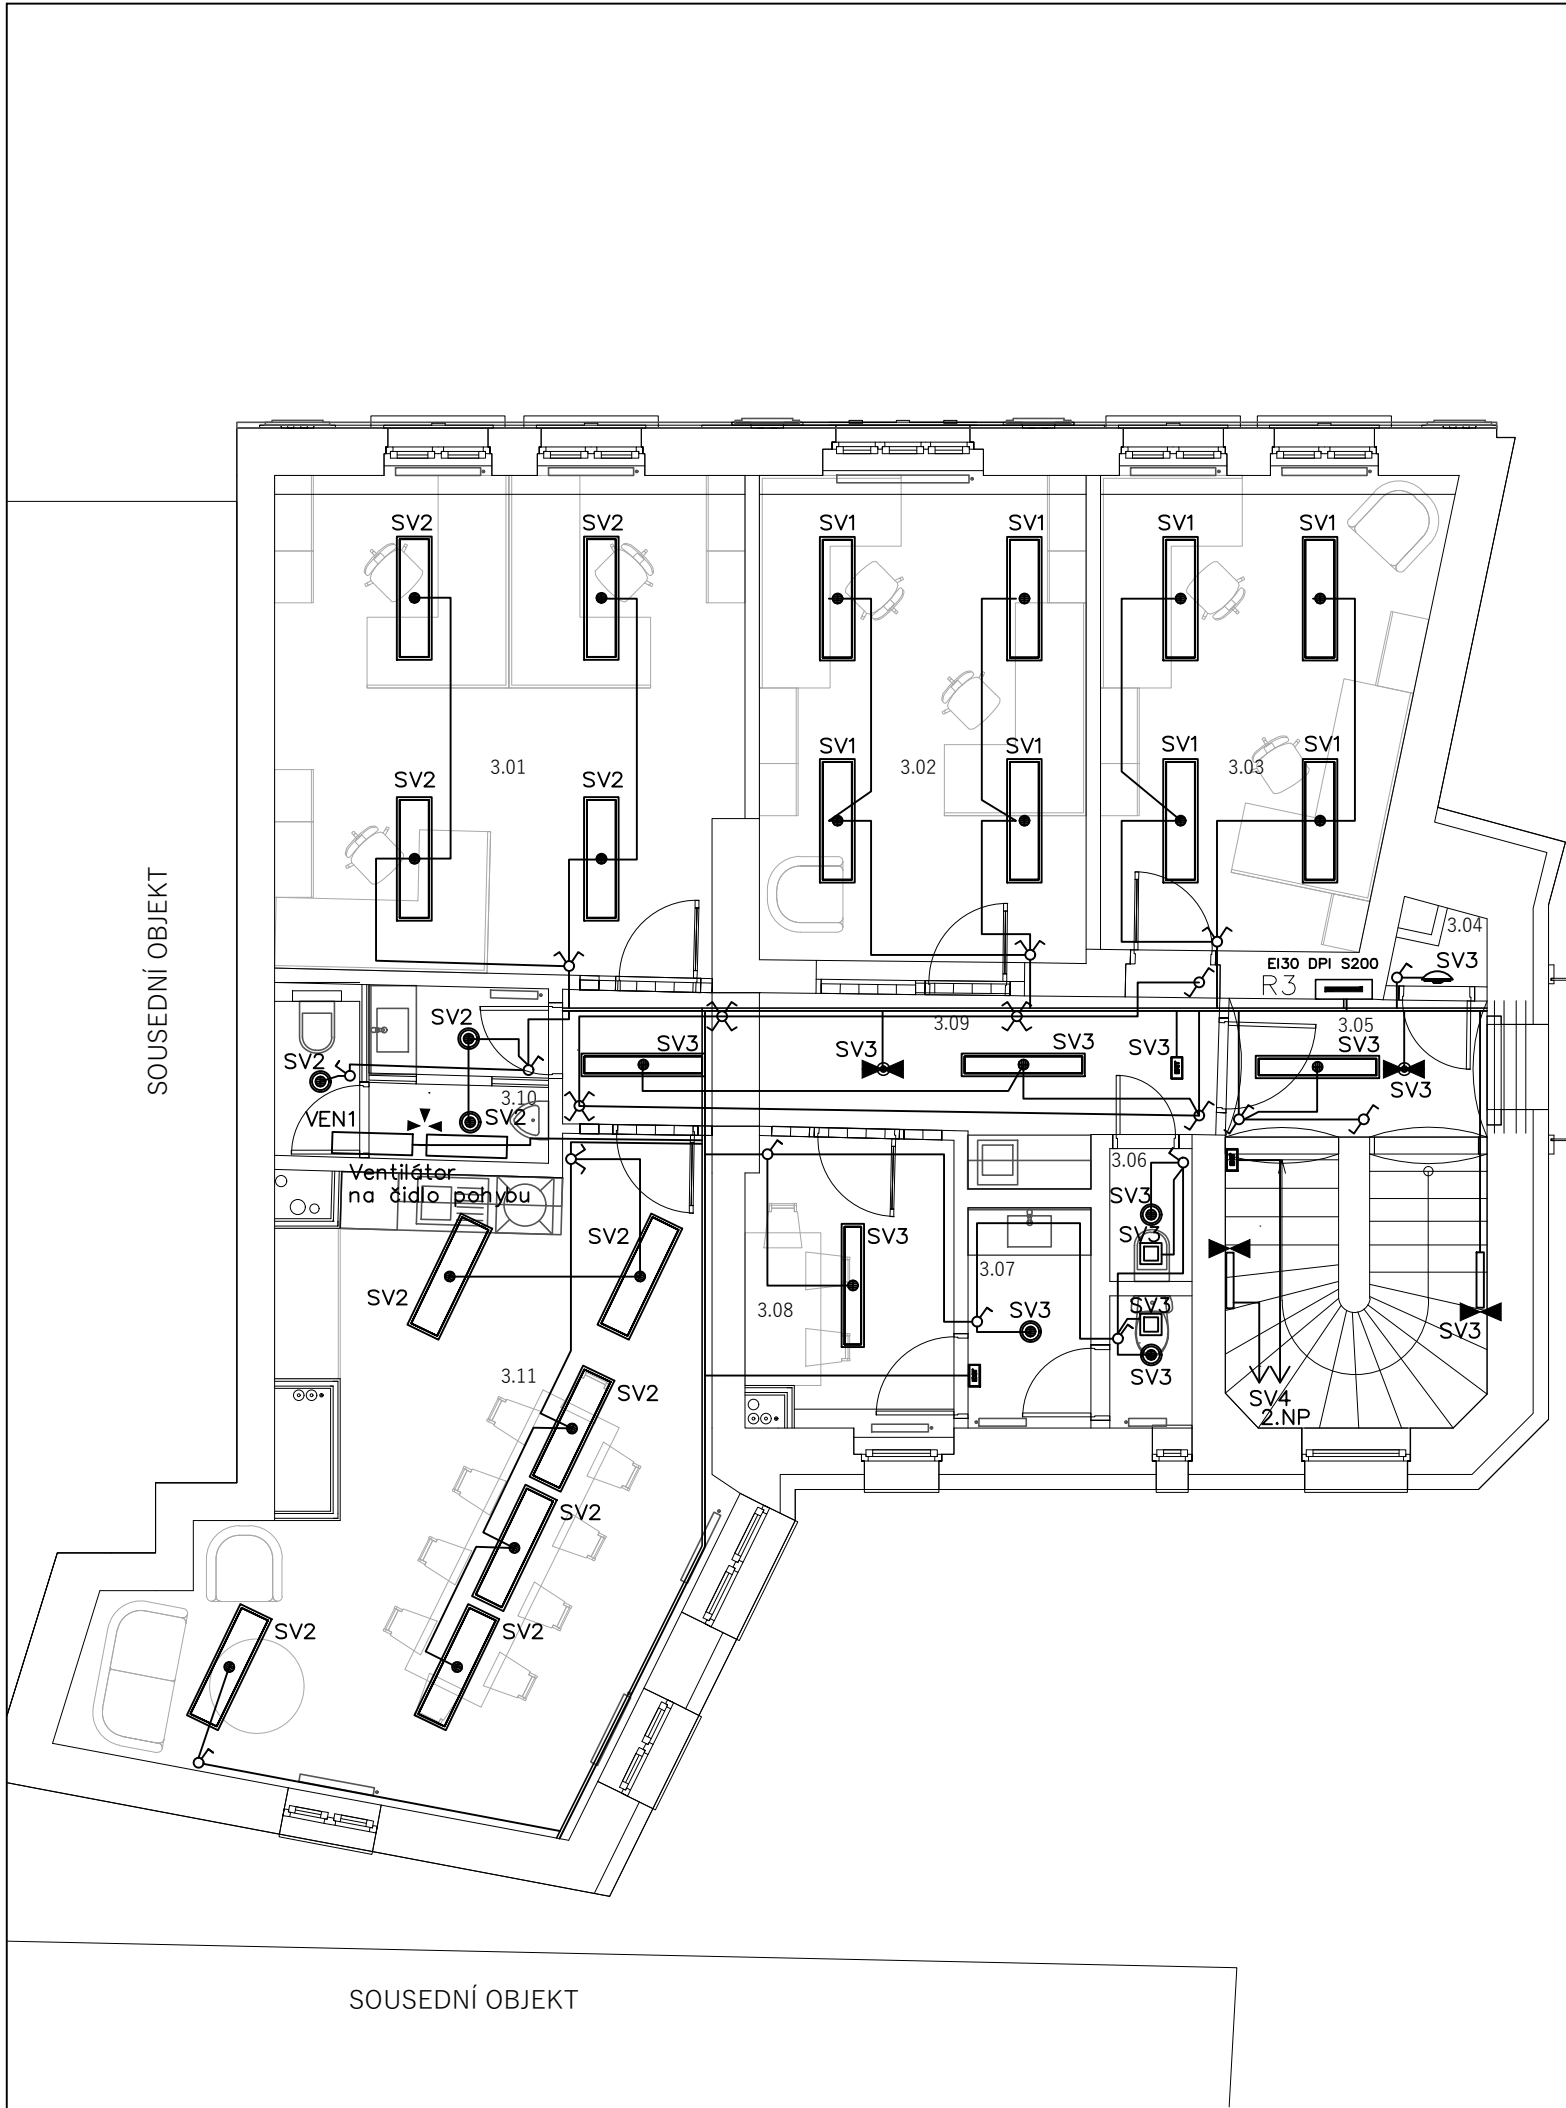 SV2
SV2
SV1
SV1
SV1
SV1
3.01
SV2
SV2
SV1
3.02
SV1
SV1
3.03
SV1
SOUSEDNÍ OBJEKT
3.04
EI30 DPI S200
R3
SV3
SV2
3.09
3.05
SV2
SV3
SV3
SV3
SV3
SV3
SV3
3.10
VEN1
SV2
Ventilátor
na čidlo pohybu
3.06
SV3
SV2
SV3
SV3
3.07
SV2
3.08
SV3
SV3
SV3
3.11
SV3
SV2
SV4
2.NP
SV2
SV2
SV2
SOUSEDNÍ OBJEKT